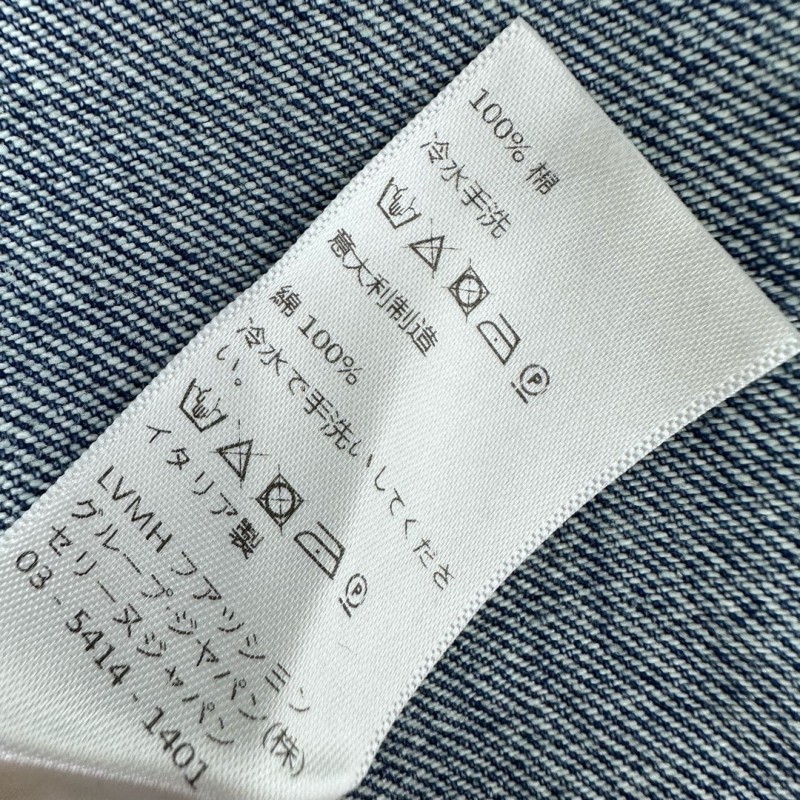 100% 棉
冷水手洗
P
意大利制造
綿 100%
冷水で手洗いしてくださ
い。
P
イタリア製
LVMH ファッション
グループ・ジャパン(株)
セリーヌジャパン
03 - 5414 - 1401